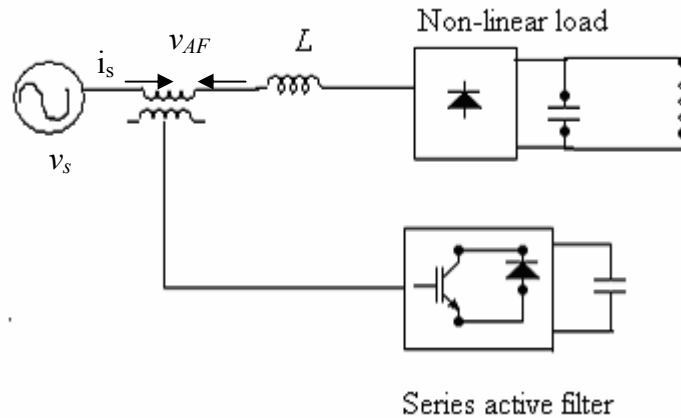 Non-linear load
v_AF
L
i_s
v_s
Series active filter